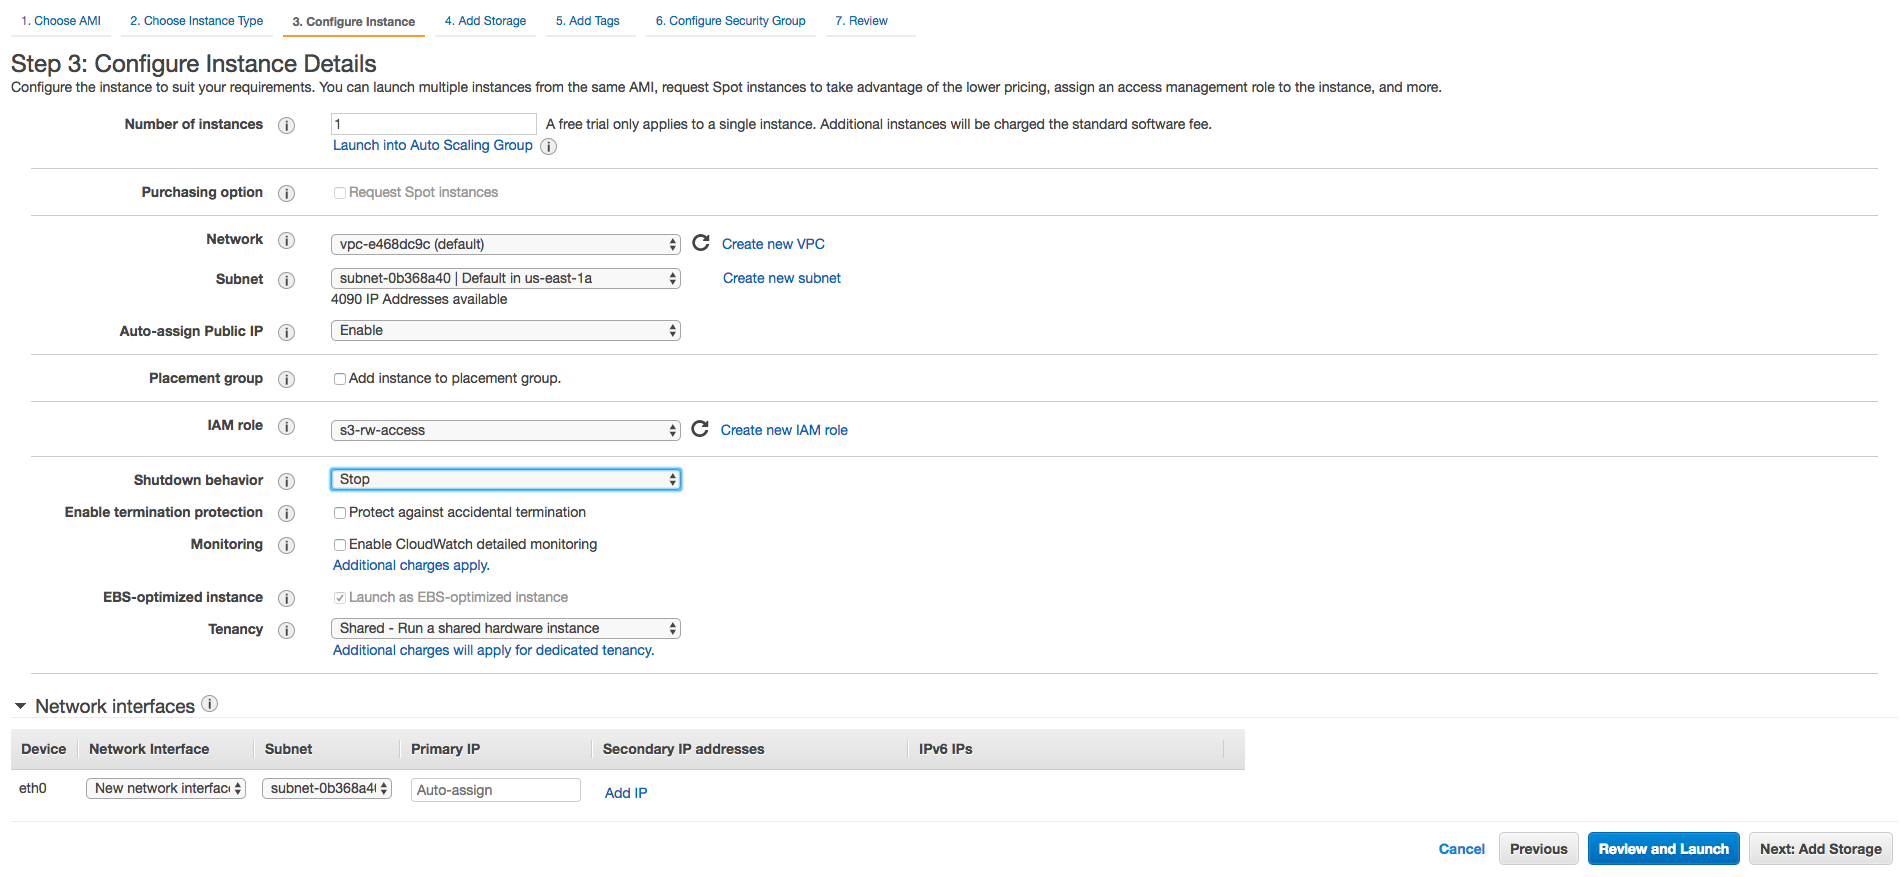 1. Choose AMI 2. Choose Instance Type 3. Configure Instance 4. Add Storage 5. Add Tags 6. Configure Security Group 7. Review
Step 3: Configure Instance Details
Configure the instance to suit your requirements. You can launch multiple instances from the same AMI, request Spot instances to take advantage of the lower pricing, assign an access management role to the instance, and more.
Number of instances 1 A free trial only applies to a single instance. Additional instances will be charged the standard software fee.
Launch into Auto Scaling Group
Purchasing option Request Spot instances
Network vpc-e468dc9c (default) Create new VPC
Subnet subnet-0b368a40 | Default in us-east-1a Create new subnet
4090 IP Addresses available
Auto-assign Public IP Enable
Placement group Add instance to placement group.
IAM role s3-rw-access Create new IAM role
Shutdown behavior Stop
Enable termination protection Protect against accidental termination
Monitoring Enable CloudWatch detailed monitoring
Additional charges apply.
EBS-optimized instance Launch as EBS-optimized instance
Tenancy Shared - Run a shared hardware instance
Additional charges will apply for dedicated tenancy.
Network interfaces
Device Network Interface Subnet Primary IP Secondary IP addresses IPv6 IPs
eth0 New network interfac subnet-0b368a4 Auto-assign Add IP
Cancel Previous Review and Launch Next: Add Storage